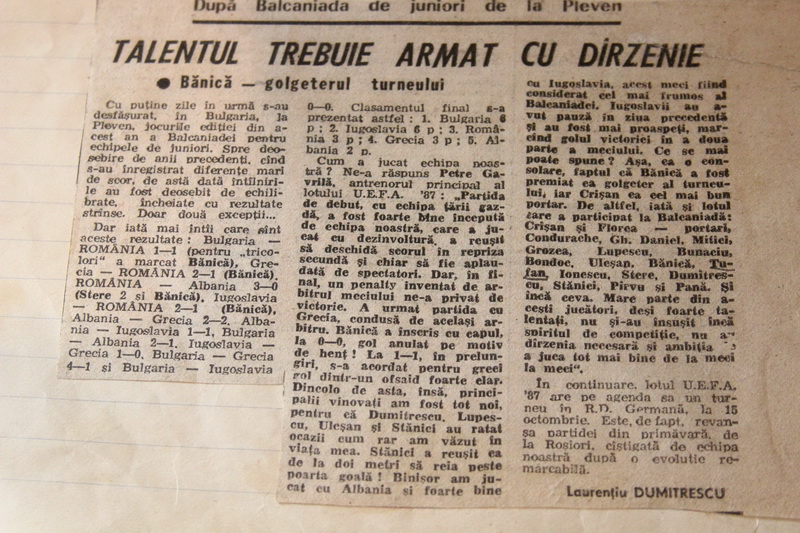 După Balcaniada de juniori de la Pleven
TALENTUL TREBUIE ARMAT CU DÎRZENIE
● Bănică — golgeterul turneului
Cu puține zile în urmă s-au
desfășurat, în Bulgaria, la
Pleven, jocurile ediției din a-
cest an a Balcaniadei pentru
echipele de juniori. Spre deo-
sebire de anii precedenți, cînd
s-au înregistrat diferențe mari
de scor, de astă dată întîlniri-
le au fost deosebit de echili-
brate, încheiate cu rezultate
strînse. Doar două excepții...
Dar iată mai întîi care sînt
aceste rezultate : Bulgaria —
ROMÂNIA 1—1 (pentru „trico-
lori" a marcat Bănică), Gre-
cia — ROMÂNIA 2—1 (Bănică).
ROMÂNIA — Albania 3—0
(Stere 2 și Bănică), Iugoslavia
— ROMÂNIA 2—1 (Bănică),
Albania — Grecia 2—2, Alba-
nia — Iugoslavia 1—1, Bulgaria
— Albania 2—1, Iugoslavia —
Grecia 1—0, Bulgaria — Grecia
4—1 și Bulgaria — Iugoslavia
0—0. Clasamentul final s-a
prezentat astfel : 1. Bulgaria 6
p ; 2. Iugoslavia 6 p ; 3. Româ-
nia 3 p ; 4. Grecia 3 p ; 5. Al-
bania 2 p.
Cum a jucat echipa noas-
tră ? Ne-a răspuns Petre Ga-
vrilă, antrenorul principal al
lotului U.E.F.A. '87 : „Partida
de debut, cu echipa țării gaz-
dă, a fost foarte bine începută
de echipa noastră, care a ju-
cat cu dezinvoltură, a reușit
să deschidă scorul în repriza
secundă și chiar să fie aplau-
dată de spectatori. Dar, în fi-
nal, un penalty inventat de ar-
bitrul meciului ne-a privat de
victorie. A urmat partida cu
Grecia, condusă de același ar-
bitru. Bănică a înscris cu capul,
la 0—0, gol anulat pe motiv
de henț ! La 1—1, în prelun-
giri, s-a acordat pentru greci
gol dintr-un ofsaid foarte clar.
Dincolo de asta, însă, princi-
palii vinovați am fost tot noi,
pentru că Dumitrescu, Lupes-
cu, Uleșan și Stănici au ratat
ocazii cum rar am văzut în
viața mea. Stănici a reușit ca
de la doi metri să reia peste
poarta goală ! Binișor am ju-
cat cu Albania și foarte bine
cu Iugoslavia, acest meci fiind
considerat cel mai frumos al
Balcaniadei. Iugoslavii au a-
vut pauză în ziua precedentă
și au fost mai proaspeți, mar-
cînd golul victoriei în a doua
parte a meciului. Ce se mai
poate spune ? Așa, ca o con-
solare, faptul că Bănică a fost
premiat ca golgeter al turneu-
lui, iar Crișan ca cel mai bun
portar. De altfel, iată și lotul
care a participat la Balcaniadă:
Crișan și Florea — portari,
Condurache, Gh. Daniel, Mitici,
Grozea, Lupescu, Bunaciu,
Bondoc, Uleșan, Bănică, Tu-
fan, Ionescu, Stere, Dumitres-
cu, Stănici, Pîrvu și Pană. Și
încă ceva. Mare parte din a-
cești jucători, deși foarte ta-
lentați, nu și-au însușit încă
spiritul de competiție, nu a-
dîrzenia necesară și ambiția
a juca tot mai bine de la meci
la meci".
În continuare, lotul U.E.F.A.
'87 are pe agenda sa un tur-
neu în R.D. Germană, la 15
octombrie. Este, de fapt, revan-
șa partidei din primăvară, de
la Roșiori, cîștigată de echipa
noastră după o evoluție re-
marcabilă.
Laurențiu DUMITRESCU